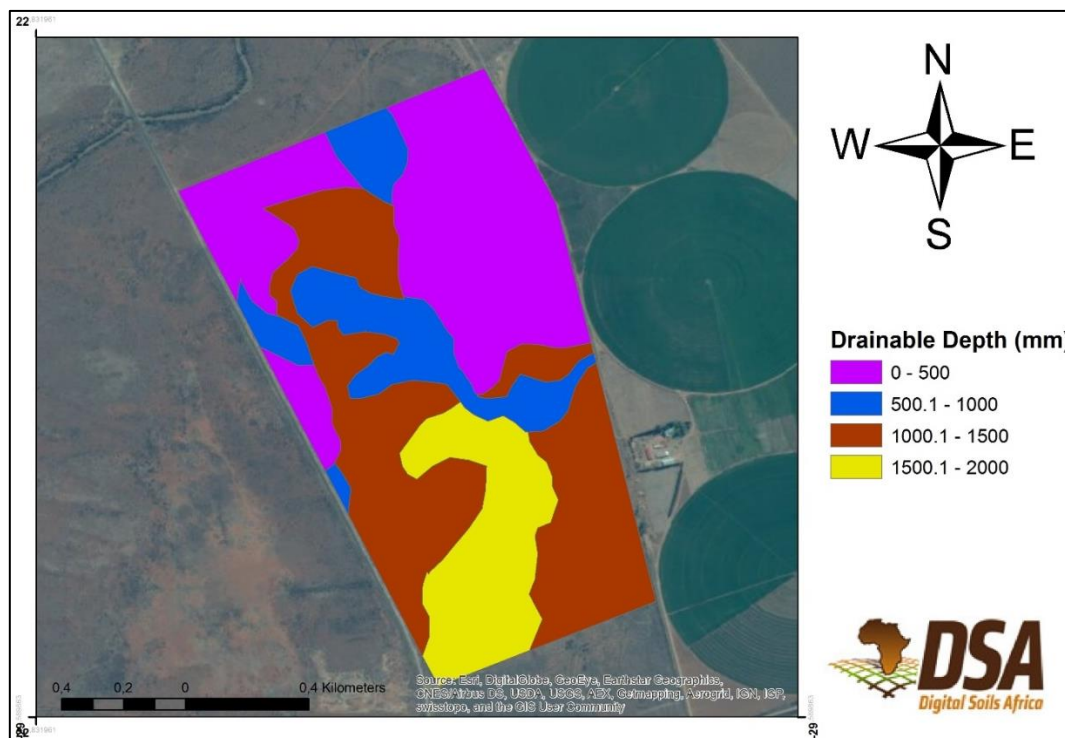 22
N
W E
S
Drainable Depth (mm)
0 - 500
500.1 - 1000
1000.1 - 1500
1500.1 - 2000
0,4 0,2 0 0,4 Kilometers
Source: Esri, DigitalGlobe, GeoEye, Earthstar Geographics,
CNES/Airbus DS, USDA, USGS, AEX, Getmapping, Aerogrid, IGN, IGP,
swisstopo, and the GIS User Community
-29
DSA
Digital Soils Africa